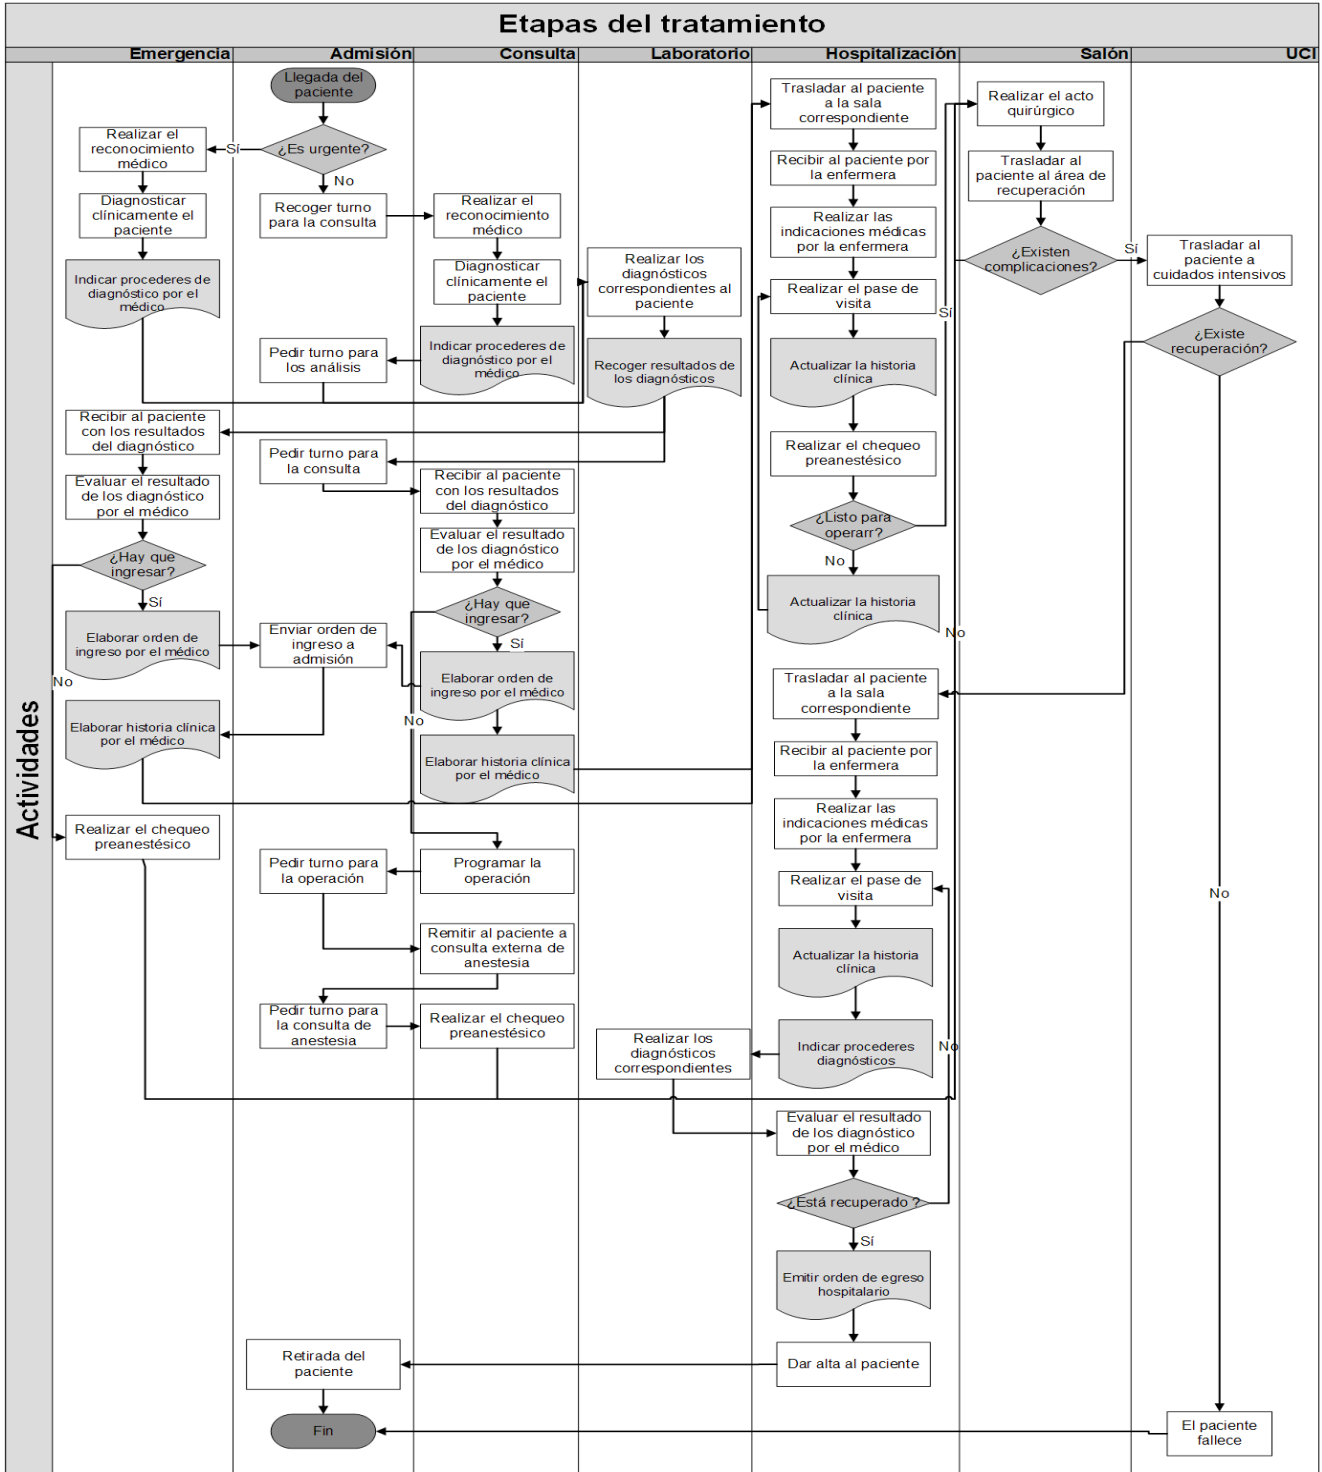 Etapas del tratamiento
Emergencia
Admisión
Consulta
Laboratorio
Hospitalización
Salón
UCI
Actividades
Llegada del
paciente
¿Es urgente?
Sí
No
Realizar el
reconocimiento
médico
Diagnosticar
clínicamente el
paciente
Indicar procederes de
diagnóstico por el
médico
Recoger turno
para la consulta
Realizar el
reconocimiento
médico
Diagnosticar
clínicamente el
paciente
Indicar procederes de
diagnóstico por el
médico
Pedir turno para
los análisis
Realizar los
diagnósticos
correspondientes al
paciente
Recoger resultados de
los diagnósticos
Recibir al paciente
con los resultados
del diagnóstico
Evaluar el resultado
de los diagnóstico
por el médico
¿Hay que
ingresar?
Sí
No
Elaborar orden de
ingreso por el médico
Elaborar historia clínica
por el médico
Realizar el chequeo
preanestésico
Pedir turno para
la consulta
Recibir al paciente
con los resultados
del diagnóstico
Evaluar el resultado
de los diagnóstico
por el médico
¿Hay que
ingresar?
Sí
No
Enviar orden de
ingreso a
admisión
Elaborar orden de
ingreso por el médico
Elaborar historia clínica
por el médico
Programar la
operación
Pedir turno para
la operación
Remitir al paciente a
consulta externa de
anestesia
Pedir turno para
la consulta de
anestesia
Realizar el chequeo
preanestésico
Trasladar al paciente
a la sala
correspondiente
Recibir al paciente por
la enfermera
Realizar las
indicaciones médicas
por la enfermera
Realizar el pase de
visita
Actualizar la historia
clínica
Realizar el chequeo
preanestésico
¿Listo para
operarr?
Sí
No
Actualizar la historia
clínica
Realizar el acto
quirúrgico
Trasladar al
paciente al área de
recuperación
¿Existen
complicaciones?
Sí
No
Trasladar al
paciente a
cuidados intensivos
¿Existe
recuperación?
No
Trasladar al paciente
a la sala
correspondiente
Recibir al paciente por
la enfermera
Realizar las
indicaciones médicas
por la enfermera
Realizar el pase de
visita
Actualizar la historia
clínica
Indicar procederes
diagnósticos
Realizar los
diagnósticos
correspondientes
Evaluar el resultado
de los diagnóstico
por el médico
¿Está recuperado ?
No
Sí
Emitir orden de egreso
hospitalario
Dar alta al paciente
Retirada del
paciente
Fin
El paciente
fallece